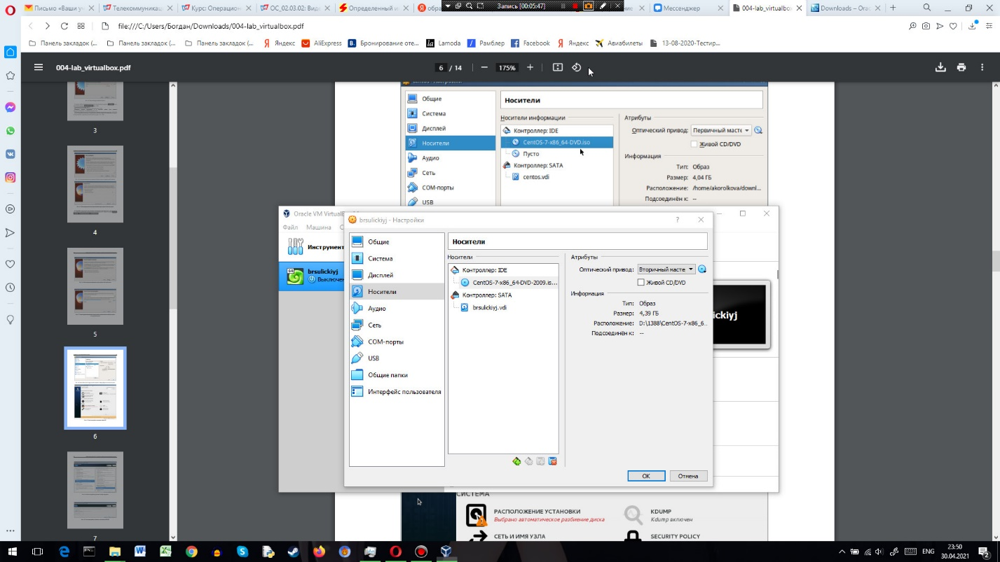 Письмо «Ваши у
Телекоммуникац
Курс: Операцион
ОС_02.03.02: Вид
Определенный и
обра
Запись [00:05:47]
ние
Мессенджер
004-lab_virtualbox
Downloads – Orac
file:///C:/Users/Богдан/Downloads/004-lab_virtualbox.pdf
Панель закладок (...
Панель закладок (...
Панель закладок (...
Яндекс
AliExpress
Бронирование оте...
Lamoda
Рамблер
Facebook
Яндекс
Авиабилеты
13-08-2020-Тестир...
004-lab_virtualbox.pdf
6 / 14
175%
3
4
5
6
7
Общие
Система
Дисплей
Носители
Аудио
Сеть
COM-порты
USB
Носители
Носители информации
Контроллер: IDE
CentOS-7-x86_64-DVD.iso
Пусто
Контроллер: SATA
centos.vdi
Атрибуты
Оптический привод: Первичный масте
Живой CD/DVD
Информация
Тип: Образ
Размер: 4,04 ГБ
Расположение: /home/akorolkova/downl...
Подсоединён к: --
Oracle VM Virtual
Файл Машина С
Инструмент
brsulickiyj
Выключен
ickiyj
brsulickiyj - Настройки
Общие
Система
Дисплей
Носители
Аудио
Сеть
COM-порты
USB
Общие папки
Интерфейс пользователя
Носители
Носители
Контроллер: IDE
CentOS-7-x86_64-DVD-2009.is...
Контроллер: SATA
brsulickiyj.vdi
Атрибуты
Оптический привод: Вторичный масте
Живой CD/DVD
Информация
Тип: Образ
Размер: 4,39 ГБ
Расположение: D:\1388\CentOS-7-x86_6...
Подсоединён к: --
OK
Отмена
СИСТЕМА
РАСПОЛОЖЕНИЕ УСТАНОВКИ
Выбрано автоматическое разбиение диска
KDUMP
Kdump включен
СЕТЬ И ИМЯ УЗЛА
SECURITY POLICY
ENG
23:50
30.04.2021
2